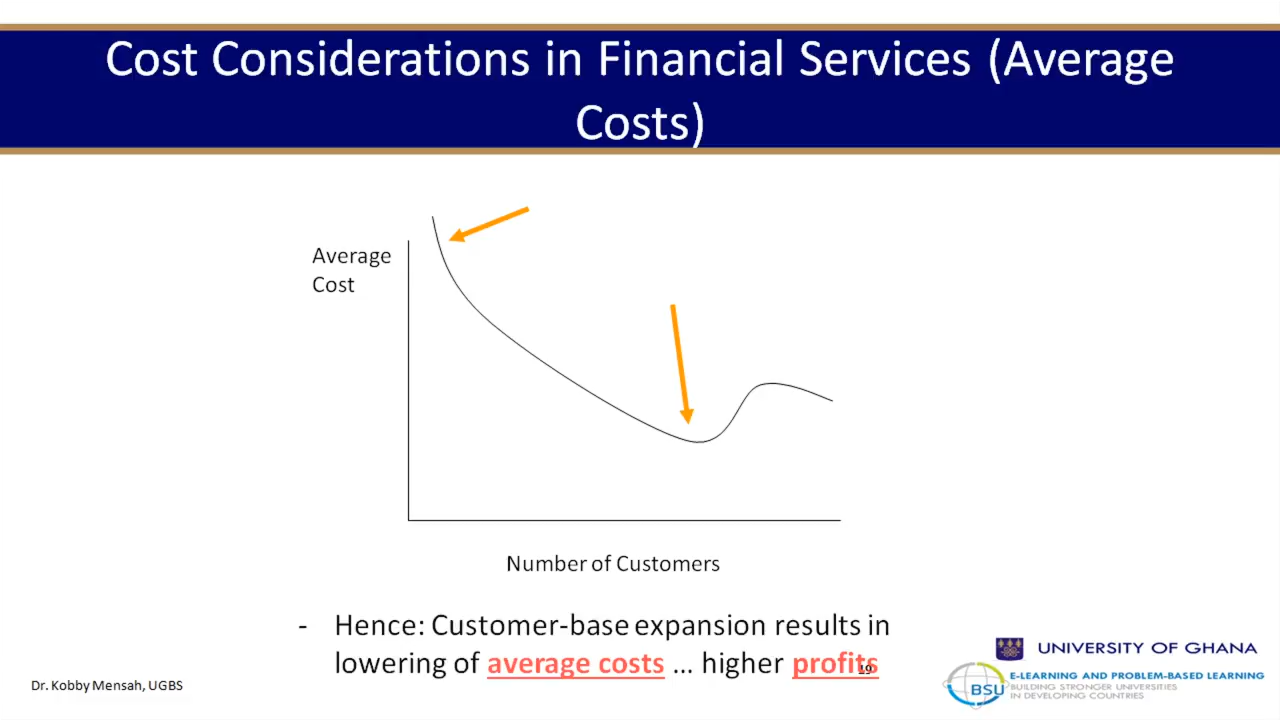 Cost Considerations in Financial Services (Average
Costs)
Average
Cost
Number of Customers
- Hence: Customer-base expansion results in
lowering of average costs ... higher profits
19
Dr. Kobby Mensah, UGBS
UNIVERSITY OF GHANA
BSU
E-LEARNING AND PROBLEM-BASED LEARNING
BUILDING STRONGER UNIVERSITIES
IN DEVELOPING COUNTRIES